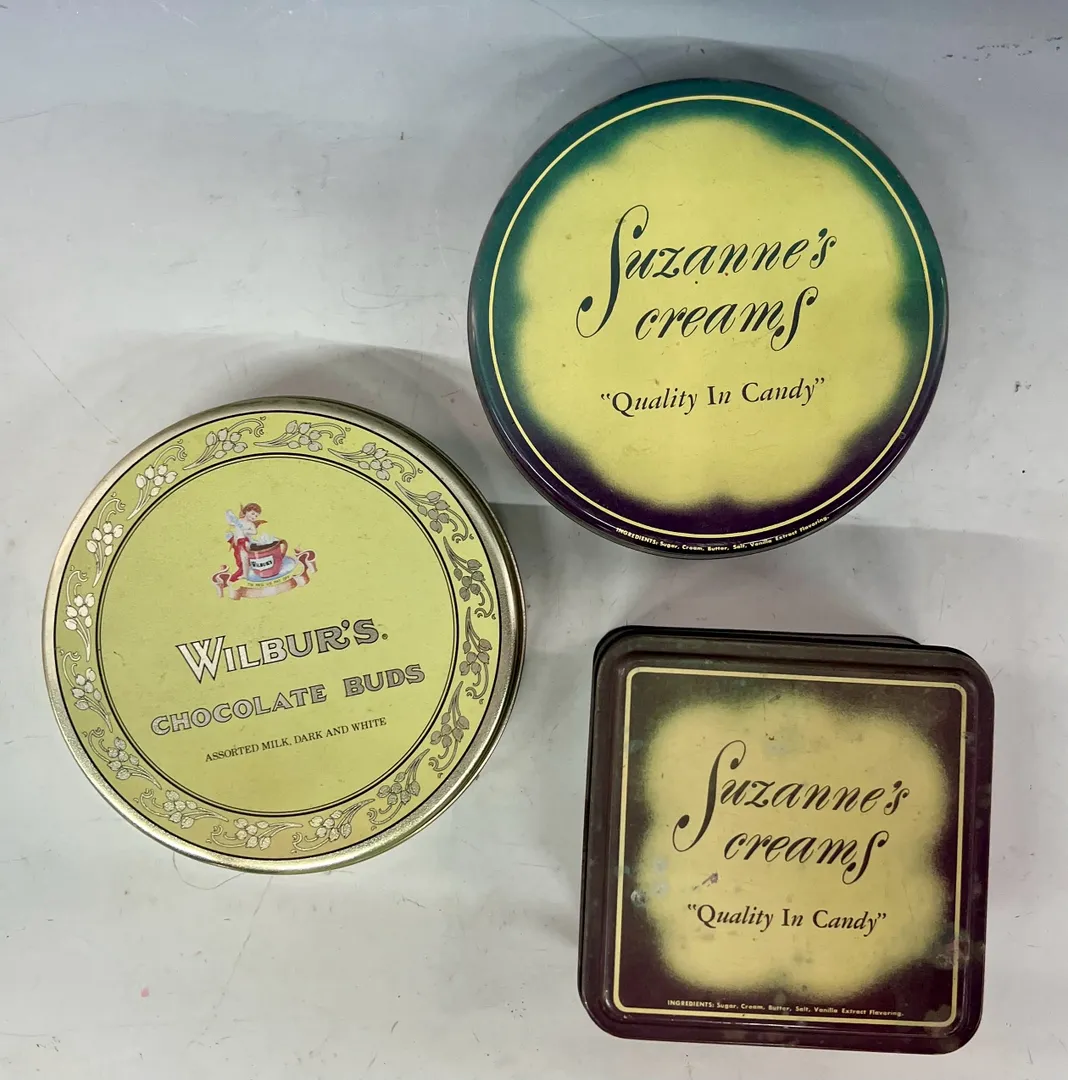 Suzanne's
creams
"Quality In Candy"
INGREDIENTS: Sugar, Cream, Butter, Salt, Vanilla Extract Flavoring.
WILBUR
WILBUR'S®
CHOCOLATE BUDS
ASSORTED MILK, DARK AND WHITE
Suzanne's
creams
"Quality In Candy"
INGREDIENTS: Sugar, Cream, Butter, Salt, Vanilla Extract Flavoring.